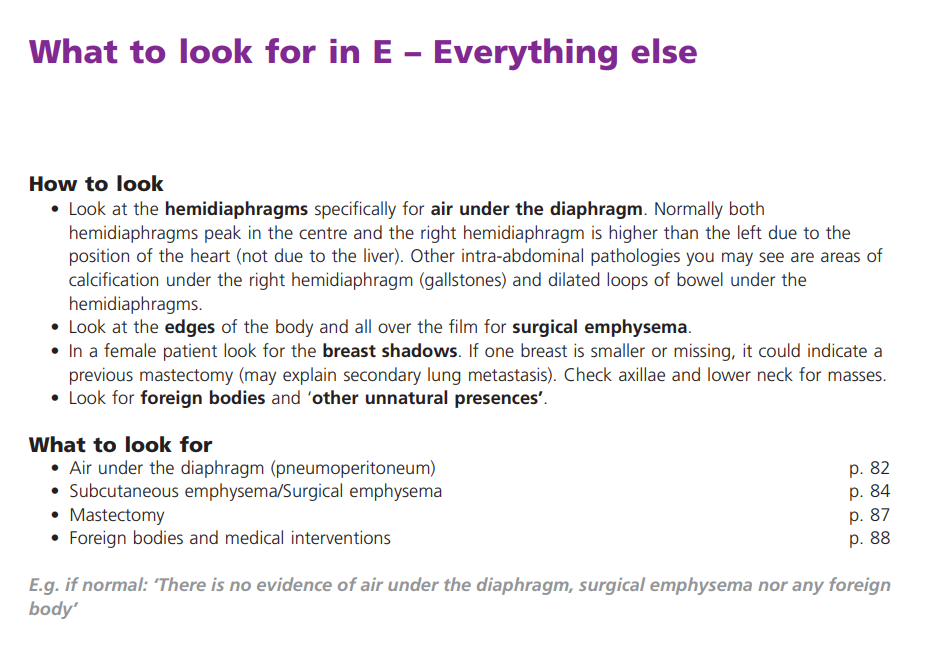 What to look for in E – Everything else
How to look
• Look at the hemidiaphragms specifically for air under the diaphragm. Normally both
hemidiaphragms peak in the centre and the right hemidiaphragm is higher than the left due to the
position of the heart (not due to the liver). Other intra-abdominal pathologies you may see are areas of
calcification under the right hemidiaphragm (gallstones) and dilated loops of bowel under the
hemidiaphragms.
• Look at the edges of the body and all over the film for surgical emphysema.
• In a female patient look for the breast shadows. If one breast is smaller or missing, it could indicate a
previous mastectomy (may explain secondary lung metastasis). Check axillae and lower neck for masses.
• Look for foreign bodies and ‘other unnatural presences’.
What to look for
• Air under the diaphragm (pneumoperitoneum) p. 82
• Subcutaneous emphysema/Surgical emphysema p. 84
• Mastectomy p. 87
• Foreign bodies and medical interventions p. 88
E.g. if normal: ‘There is no evidence of air under the diaphragm, surgical emphysema nor any foreign
body’